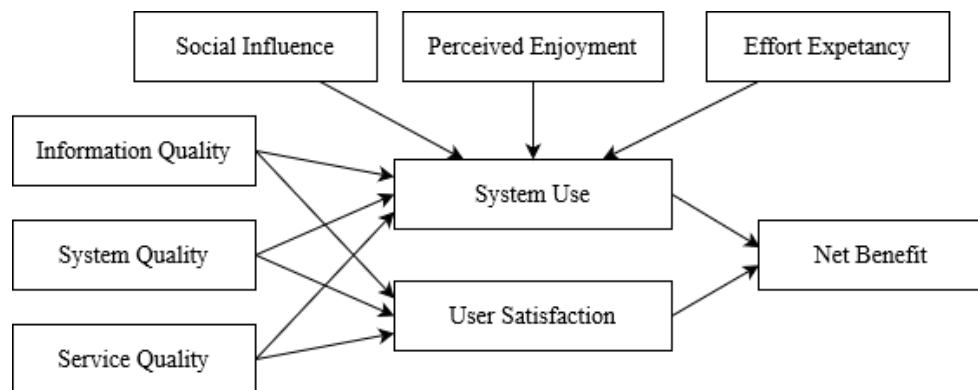 Social Influence
Perceived Enjoyment
Effort Expetancy
Information Quality
System Use
System Quality
Net Benefit
User Satisfaction
Service Quality